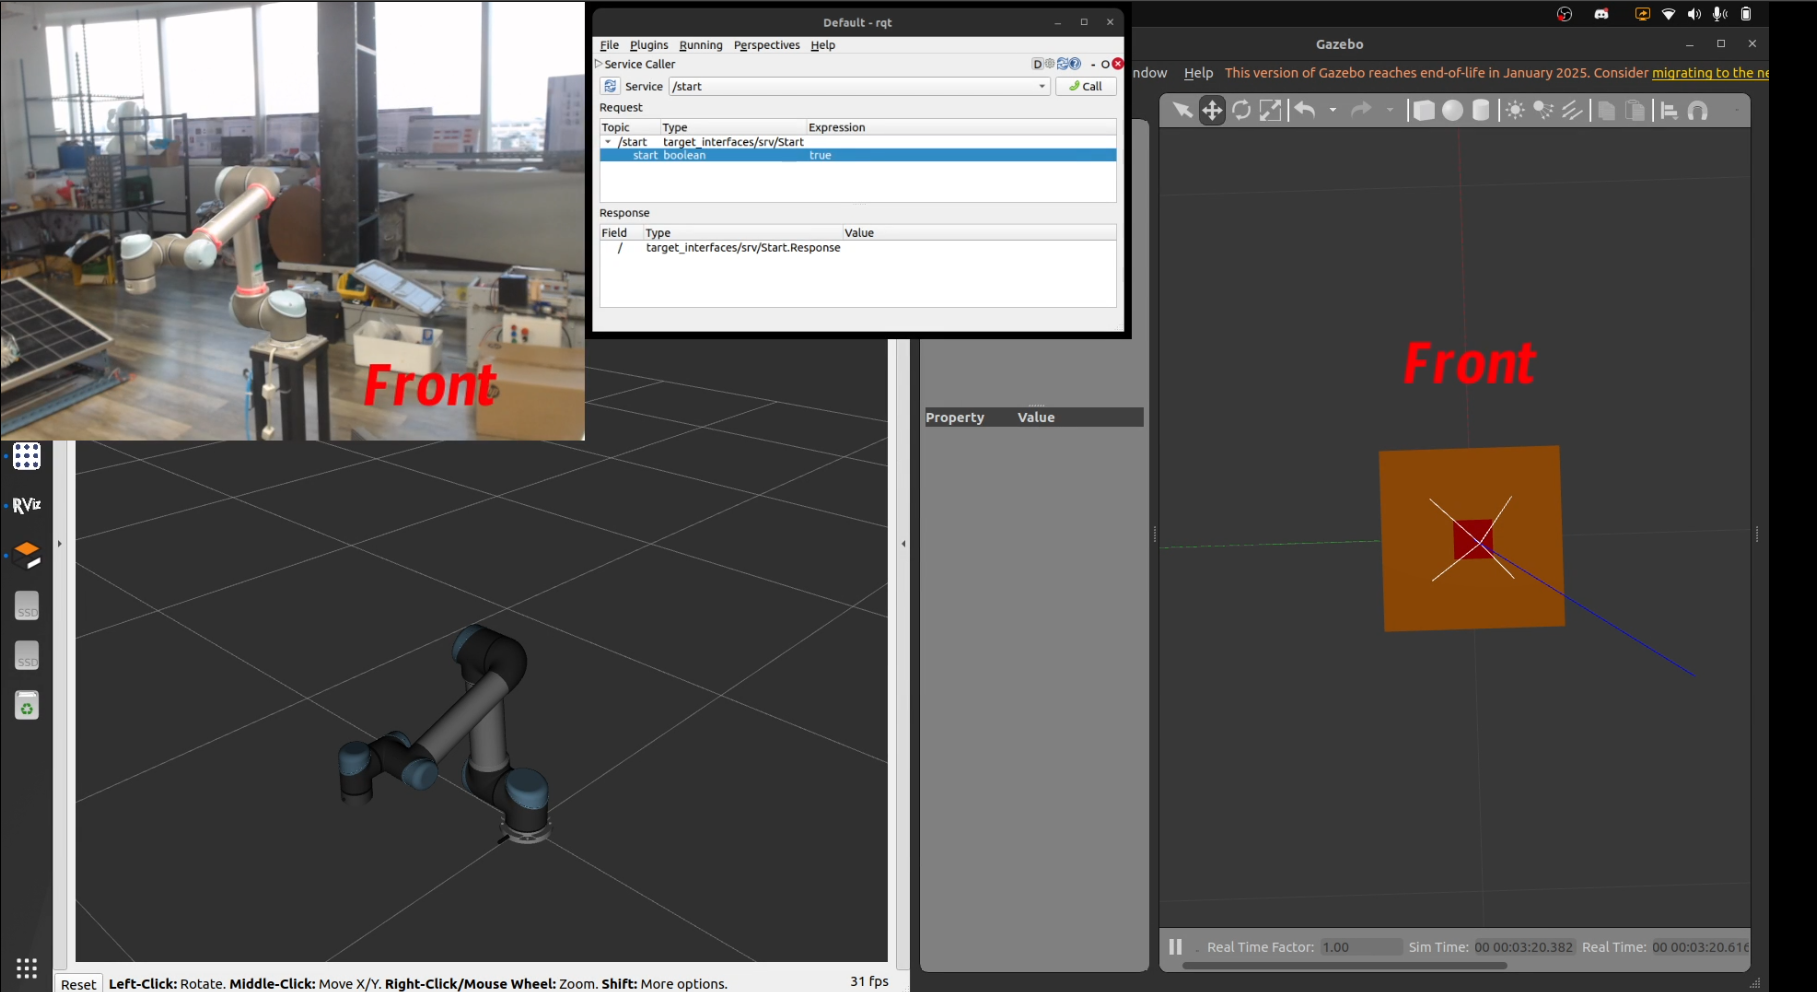 Default - rqt
File Plugins Running Perspectives Help
Service Caller
D
- O
Service /start Call
Request
Topic Type Expression
/start target_interfaces/srv/Start
start boolean true
Response
Field Type Value
/ target_interfaces/srv/Start.Response
Front
Gazebo
ndow Help This version of Gazebo reaches end-of-life in January 2025. Consider migrating to the ne
Front
Property Value
RViz
SSD
SSD
Real Time Factor: 1.00 Sim Time: 00 00:03:20.382 Real Time: 00 00:03:20.616
Reset Left-Click: Rotate. Middle-Click: Move X/Y. Right-Click/Mouse Wheel: Zoom. Shift: More options. 31 fps